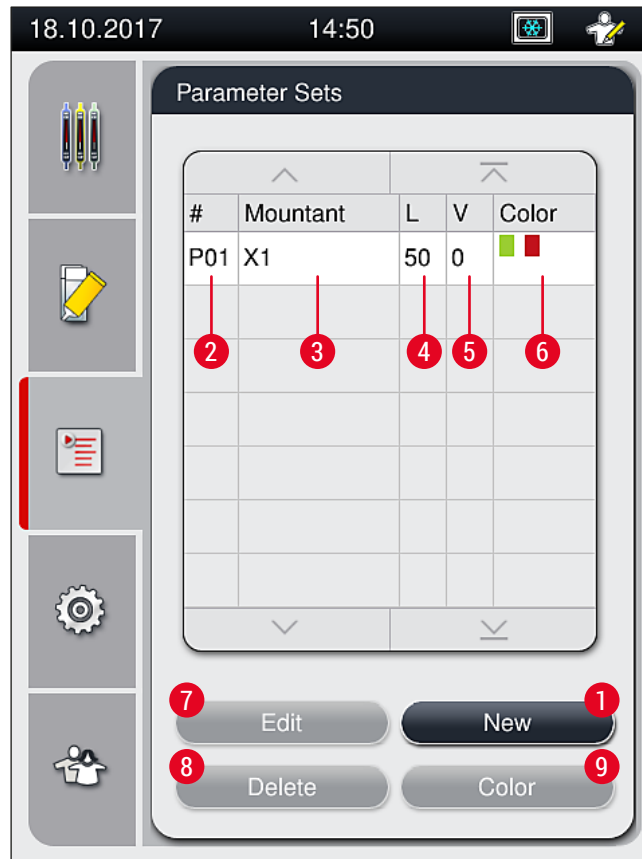 18.10.2017 14:50
Parameter Sets
# Mountant L V Color
P01 X1 50 0
2 3 4 5 6
7 1
Edit New
8 9
Delete Color